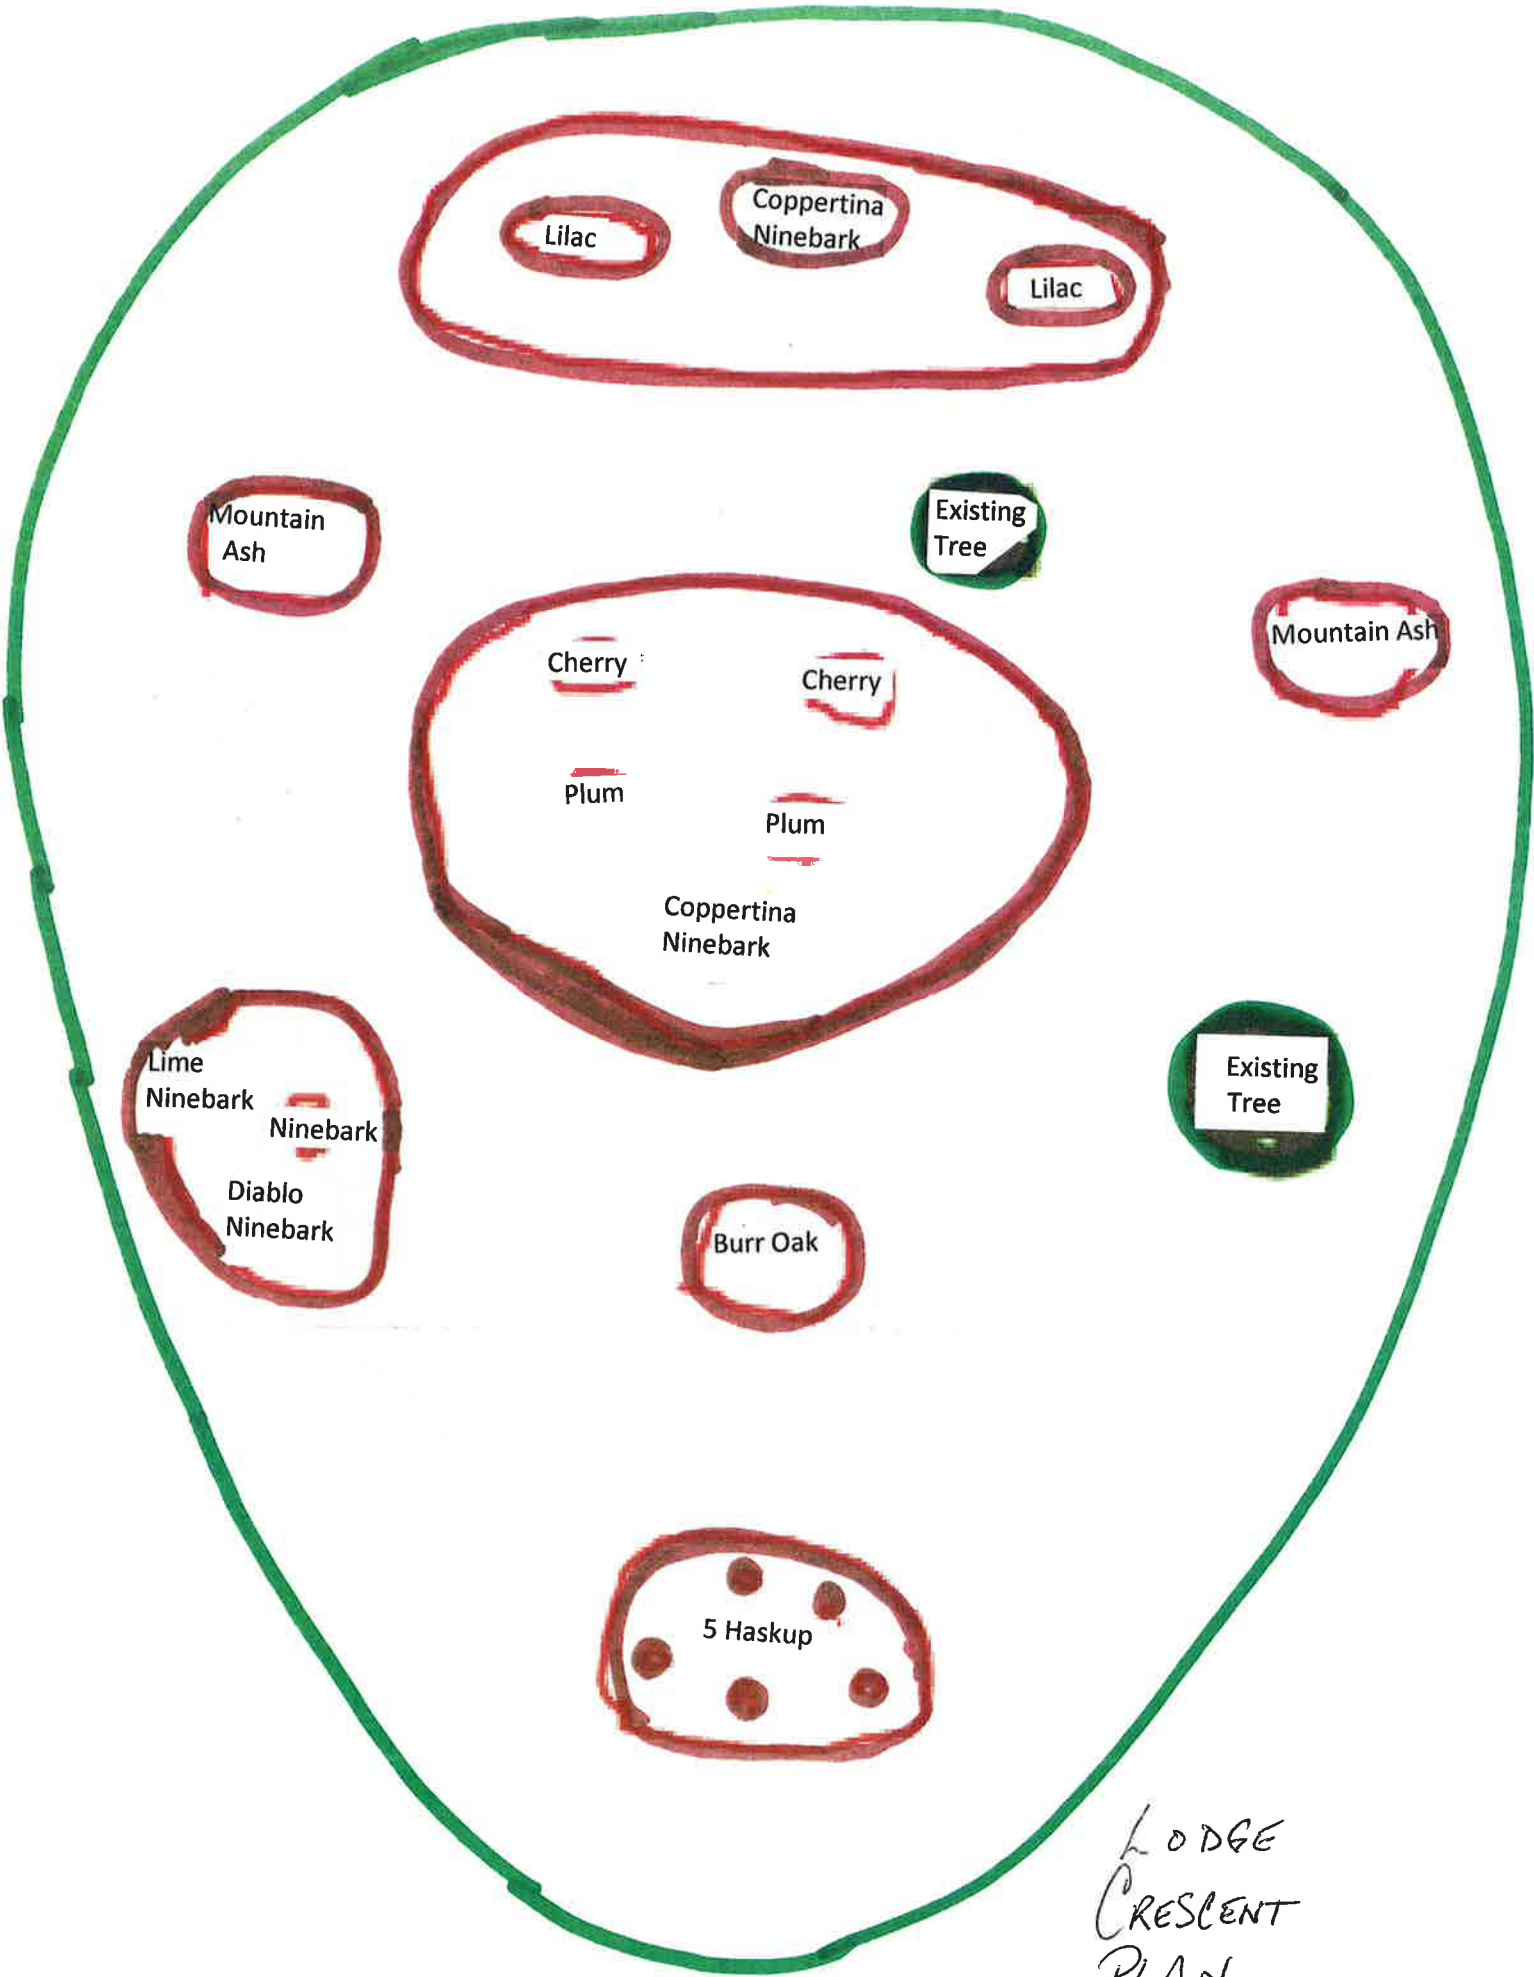 Coppertina
Ninebark
Lilac
Lilac
Mountain
Ash
Existing
Tree
Mountain Ash
Cherry
Cherry
Plum
Plum
Coppertina
Ninebark
Lime
Ninebark
Ninebark
Diablo
Ninebark
Existing
Tree
Burr Oak
5 Haskup
LODGE
CRESCENT
PLAN